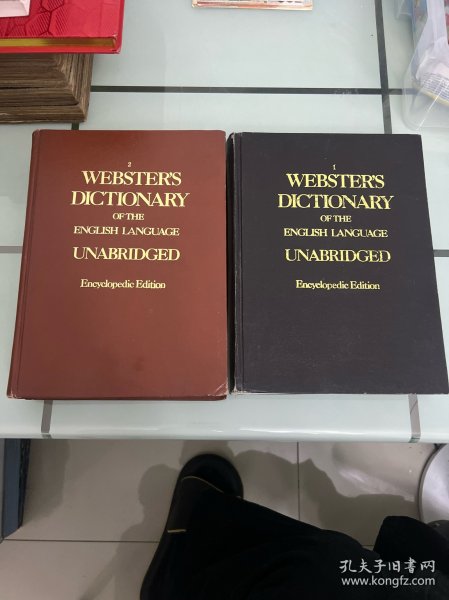 2
WEBSTER'S
DICTIONARY
OF THE
ENGLISH LANGUAGE
UNABRIDGED
Encyclopedic Edition
1
WEBSTER'S
DICTIONARY
OF THE
ENGLISH LANGUAGE
UNABRIDGED
Encyclopedic Edition
孔夫子旧书网
www.kongfz.com